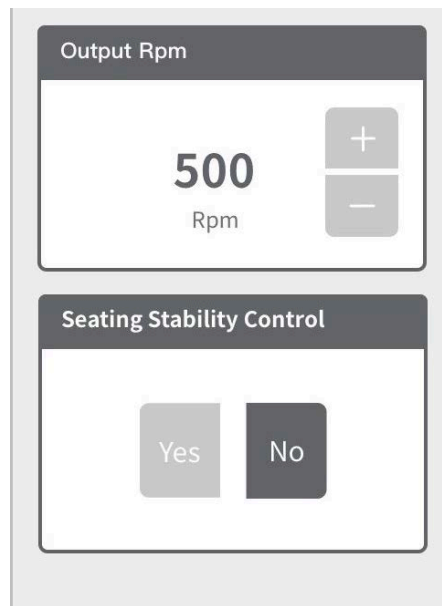 Output Rpm
500
+
Rpm
−
Seating Stability Control
Yes No